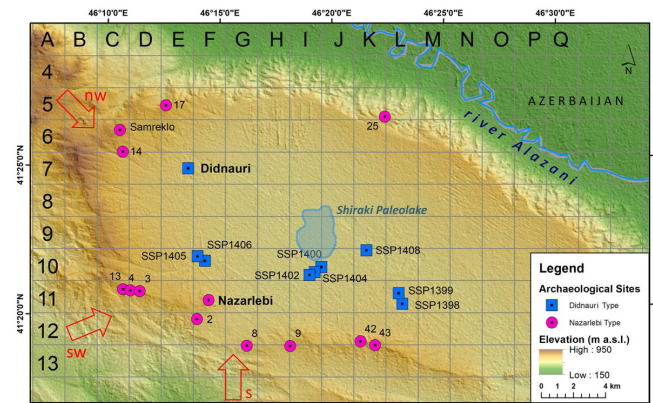 46°10'0"E 46°15'0"E 46°20'0"E 46°25'0"E 46°30'0"E
A B C D E F G H I J K L M N O P Q
4
5
6
7
8
9
10
11
12
13
41°25'0"N
41°20'0"N
N
nw
17
Samreklo
14
25
AZERBAIJAN
river Alazani
Didnauri
Shiraki Paleolake
SSP1406
SSP1405
SSP1400
SSP1408
SSP1402
SSP1404
13 4 3
SSP1399
SSP1398
Nazarlebi
2
sw
8
9
42
43
s
Legend
Archaeological Sites
Didnauri Type
Nazarlebi Type
Elevation (m a.s.l.)
High : 950
Low : 150
0 1 2 4 km